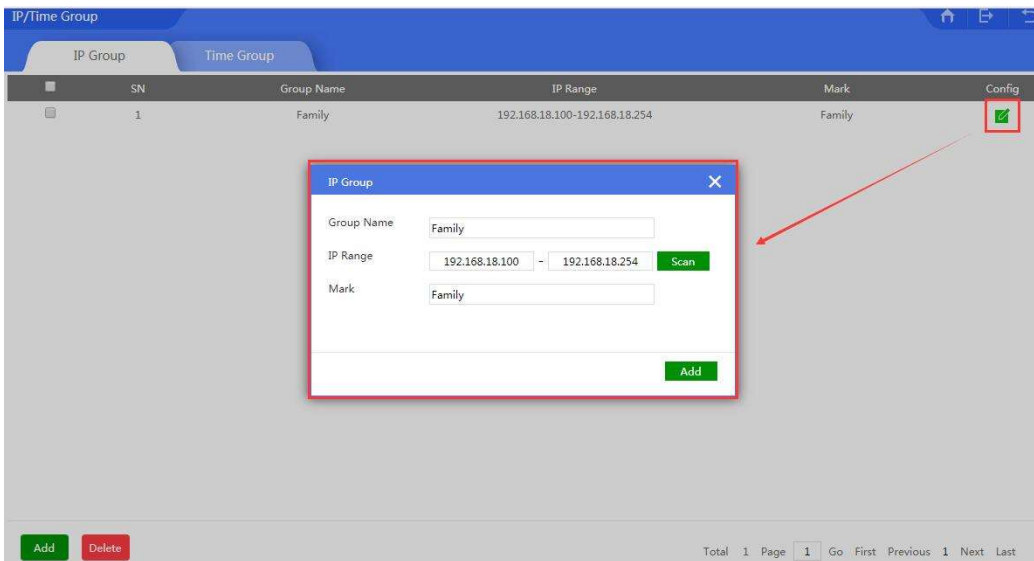 IP/Time Group
IP Group Time Group
SN Group Name IP Range Mark Config
1 Family 192.168.18.100-192.168.18.254 Family
IP Group
Group Name Family
IP Range 192.168.18.100 - 192.168.18.254 Scan
Mark Family
Add
Add Delete Total 1 Page 1 Go First Previous 1 Next Last